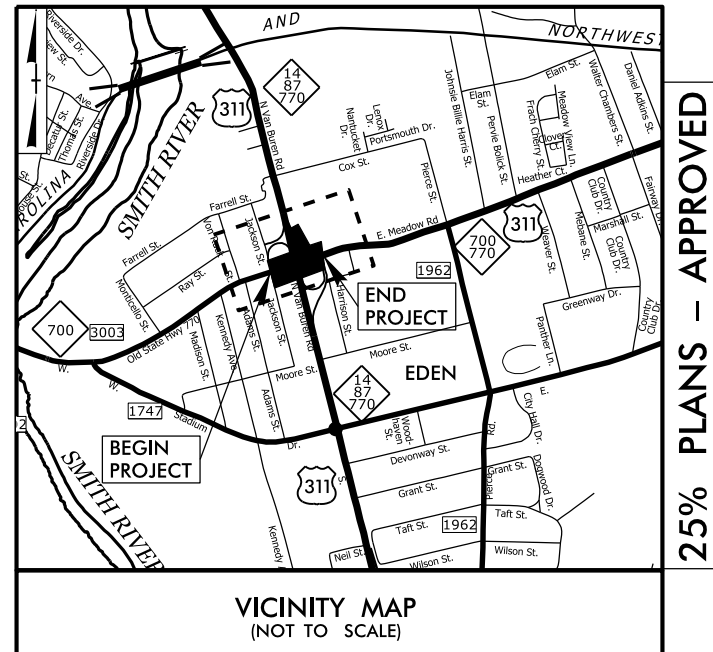 Riverside Dr.
AND
NORTHWEST
14
87
770
311
N Van Buren Rd
Nantucket Dr.
Lenox Dr.
Portsmouth Dr.
Johnsie Billie Harris St.
Elam St.
Elam St.
Pervie Bolick St.
Frach Cherry St.
Meadow View Ln.
Walter Chambers St.
Daniel Adkins St.
Ave.
Thomas St.
Riverside Dr.
SMITH RIVER
Cox St.
Pierce St.
Heather Ct.
Country Club Dr.
Fairway Dr.
Farrell St.
Jackson St.
E. Meadow Rd
700
770
311
Weaver St.
Mebane St.
Marshall St.
Country Club Dr.
Farrell St.
Ray St.
Monticello St.
1962
END
PROJECT
Greenway Dr.
Country Club Dr.
700
3003
Old State Hwy 770
Madison St.
Kennedy Ave.
Adams St.
Jackson St.
N Van Buren Rd
Harrison St.
Panther Ln.
Moore St.
Moore St.
EDEN
W.
W.
1747
Stadium
Dr.
Adams St.
14
87
770
E.
BEGIN
PROJECT
Wood-
haven
St.
City Hall Dr.
Devonway St.
Rd.
311
S.
Grant St.
Pierce
Grant St.
Dogwood Dr.
SMITH RIVER
Kennedy
Taft St.
1962
Taft St.
Neil St.
Wilson St.
Wilson St.
25% PLANS – APPROVED
VICINITY MAP
(NOT TO SCALE)